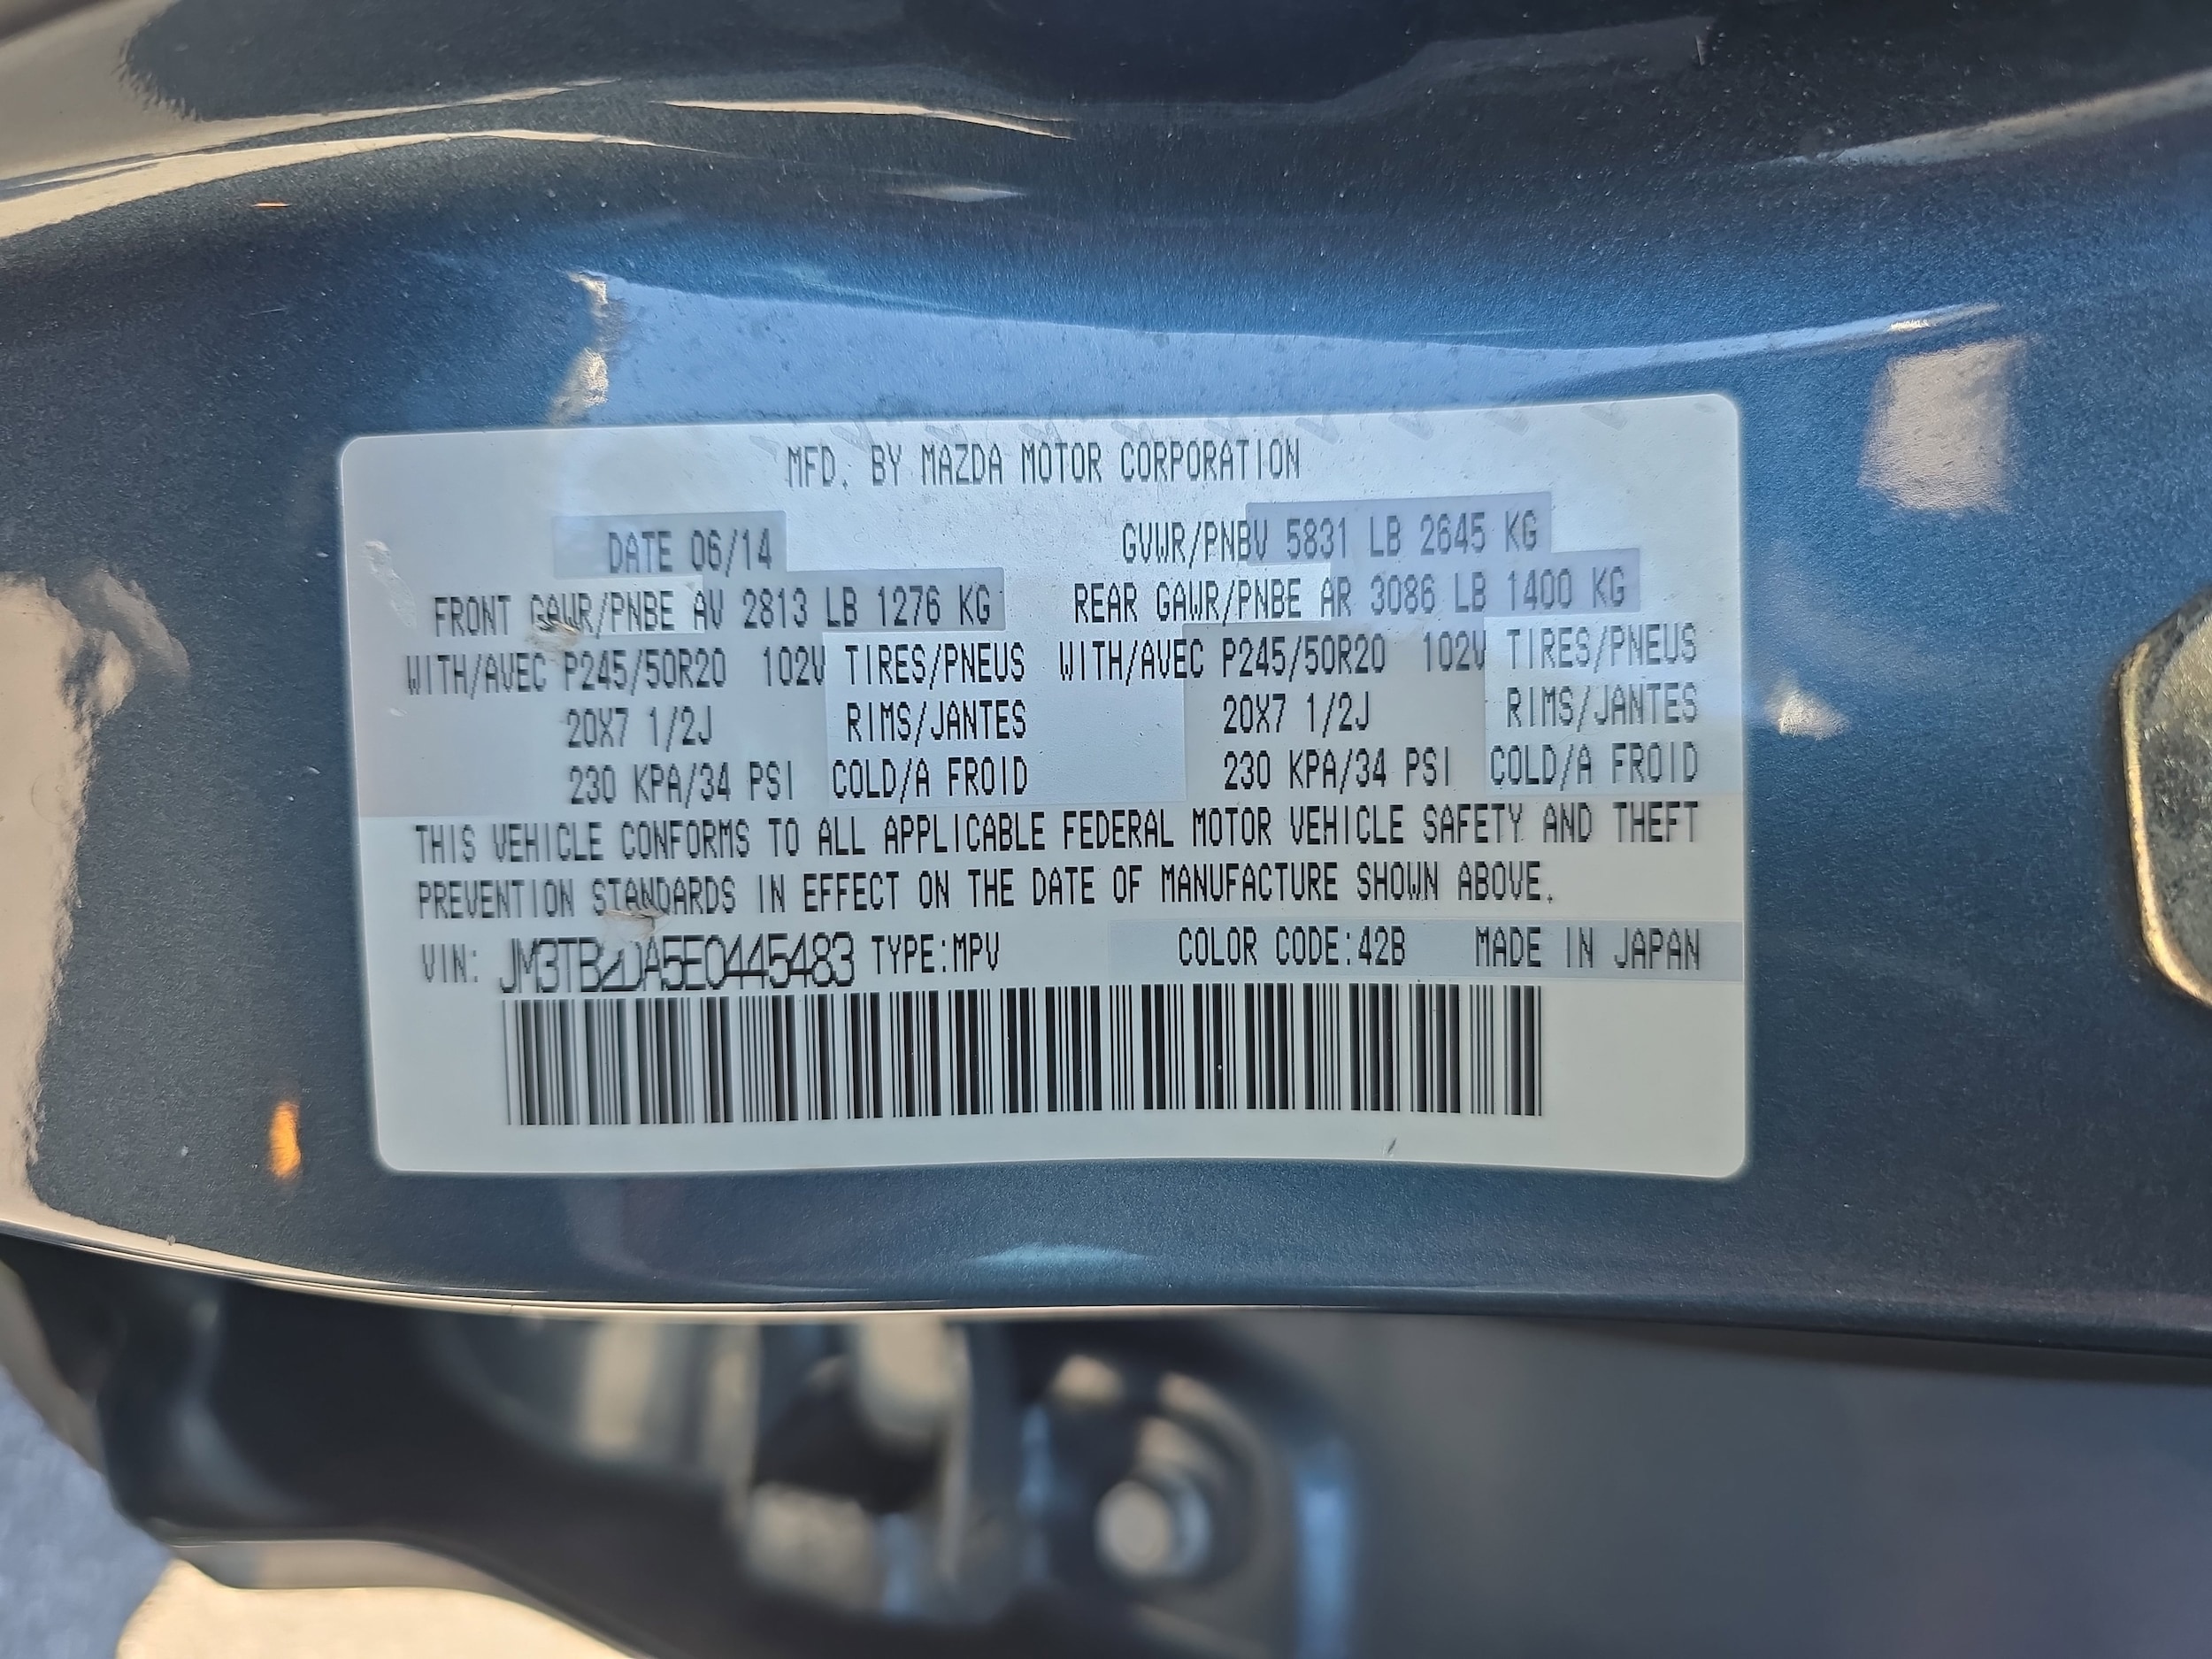 MFD. BY MAZDA MOTOR CORPORATION
DATE 06/14 GVWR/PNBV 5831 LB 2645 KG
FRONT GAWR/PNBE AV 2813 LB 1276 KG REAR GAWR/PNBE AR 3086 LB 1400 KG
WITH/AVEC P245/50R20 102V TIRES/PNEUS WITH/AVEC P245/50R20 102V TIRES/PNEUS
20X7 1/2J RIMS/JANTES 20X7 1/2J RIMS/JANTES
230 KPA/34 PSI COLD/A FROID 230 KPA/34 PSI COLD/A FROID
THIS VEHICLE CONFORMS TO ALL APPLICABLE FEDERAL MOTOR VEHICLE SAFETY AND THEFT
PREVENTION STANDARDS IN EFFECT ON THE DATE OF MANUFACTURE SHOWN ABOVE.
VIN: JM3TB2DA5E0445483 TYPE:MPV COLOR CODE:42B MADE IN JAPAN